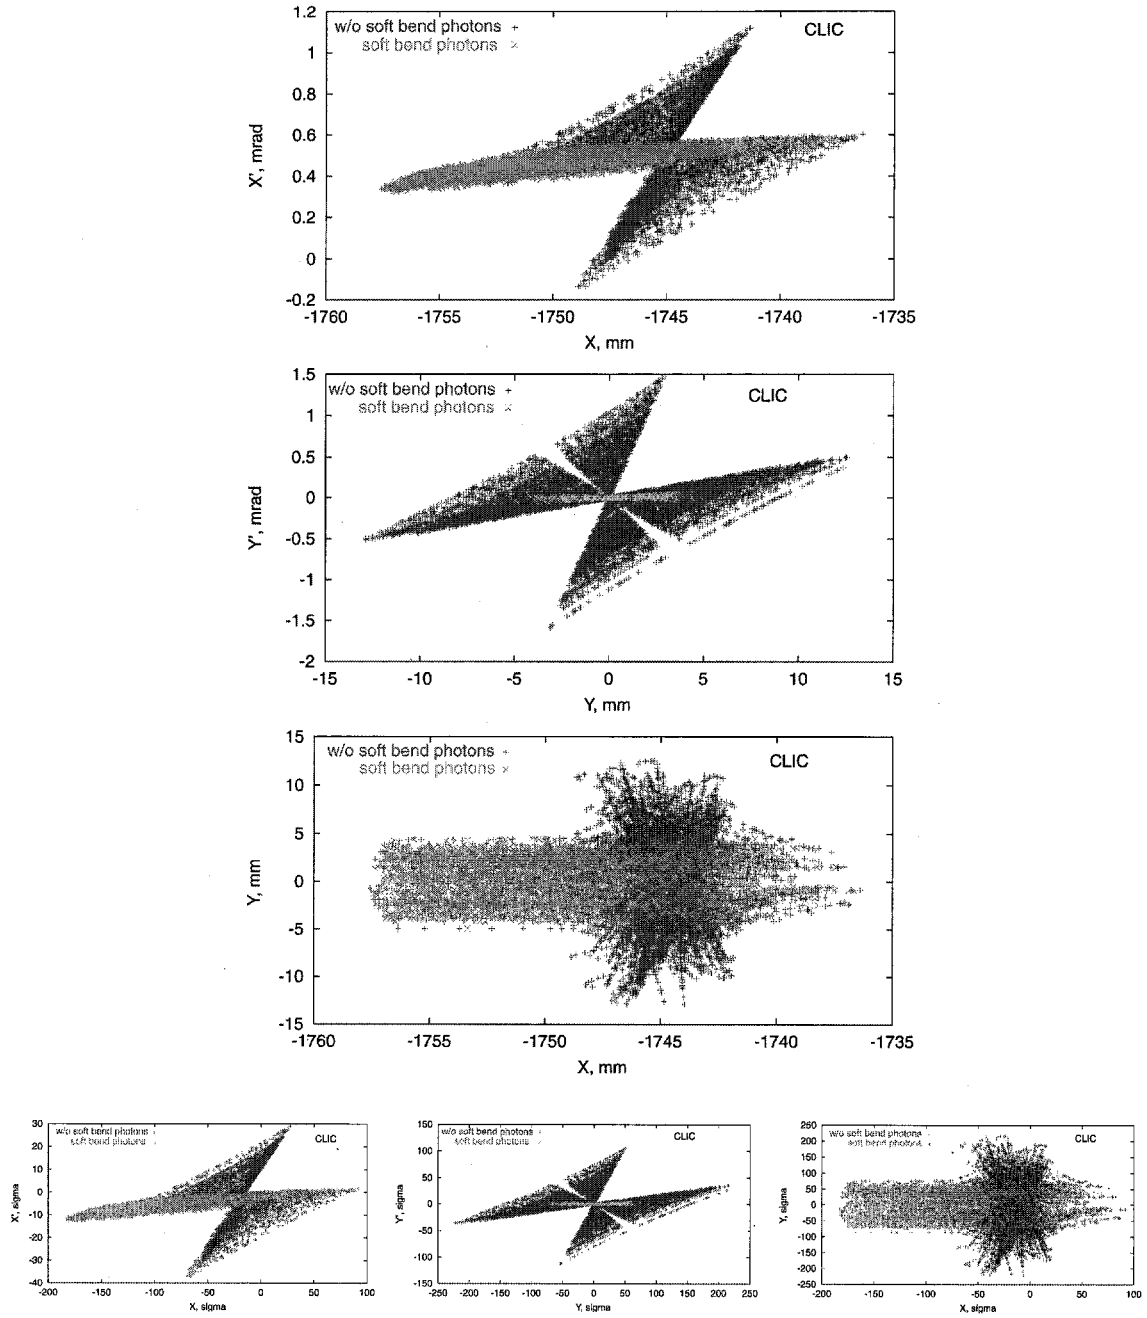 w/o soft bend photons +
soft bend photons ×
CLIC
1.2
1
0.8
0.6
0.4
0.2
0
-0.2
X', mrad
-1760 -1755 -1750 -1745 -1740 -1735
X, mm
w/o soft bend photons +
soft bend photons ×
CLIC
1.5
1
0.5
0
-0.5
-1
-1.5
-2
Y', mrad
-15 -10 -5 0 5 10 15
Y, mm
w/o soft bend photons +
soft bend photons ×
CLIC
15
10
5
0
-5
-10
-15
Y, mm
-1760 -1755 -1750 -1745 -1740 -1735
X, mm
w/o soft bend photons
soft bend photons
CLIC
30
20
10
0
-10
-20
-30
-40
X', sigma
-200 -150 -100 -50 0 50 100
X, sigma
w/o soft bend photons
soft bend photons
CLIC
150
100
50
0
-50
-100
-150
Y', sigma
-250 -200 -150 -100 -50 0 50 100 150 200 250
Y, sigma
w/o soft bend photons
soft bend photons
CLIC
250
200
150
100
50
0
-50
-100
-150
-200
-250
Y, sigma
-200 -150 -100 -50 0 50 100
X, sigma